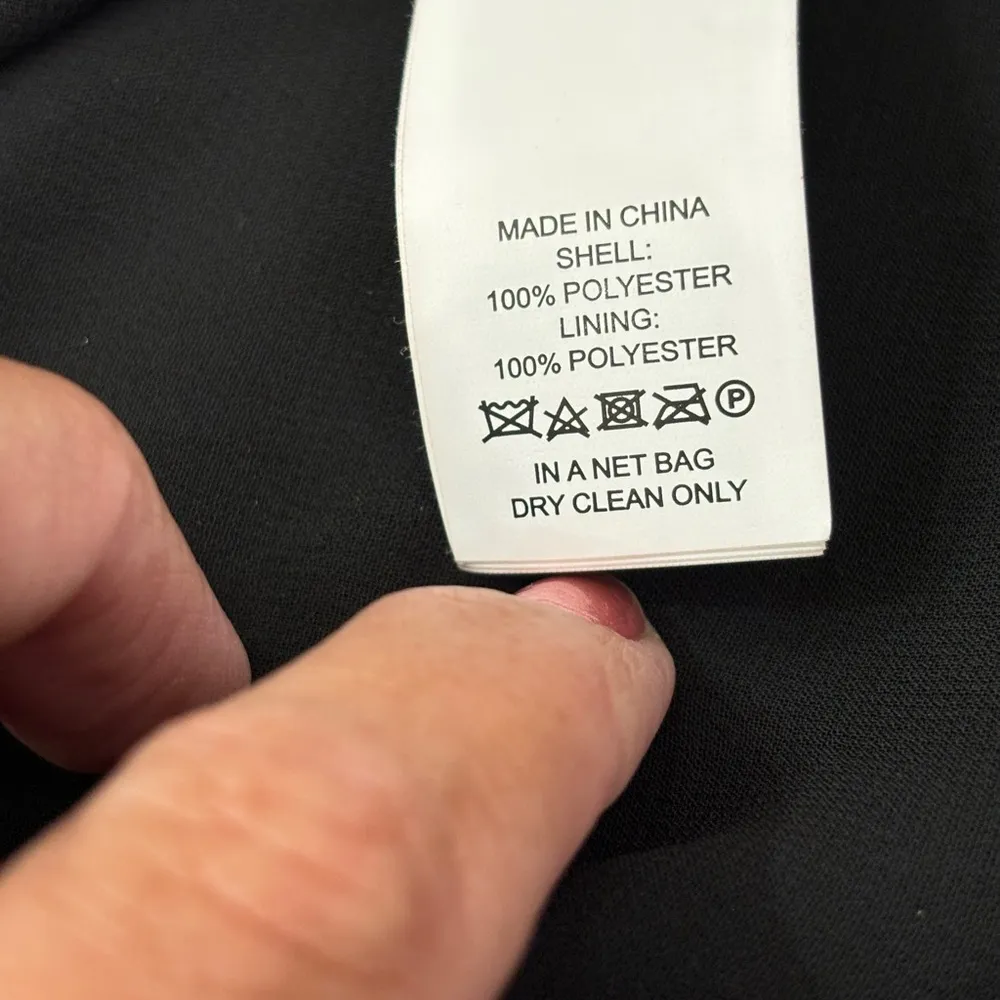 MADE IN CHINA
SHELL:
100% POLYESTER
LINING:
100% POLYESTER
P
IN A NET BAG
DRY CLEAN ONLY